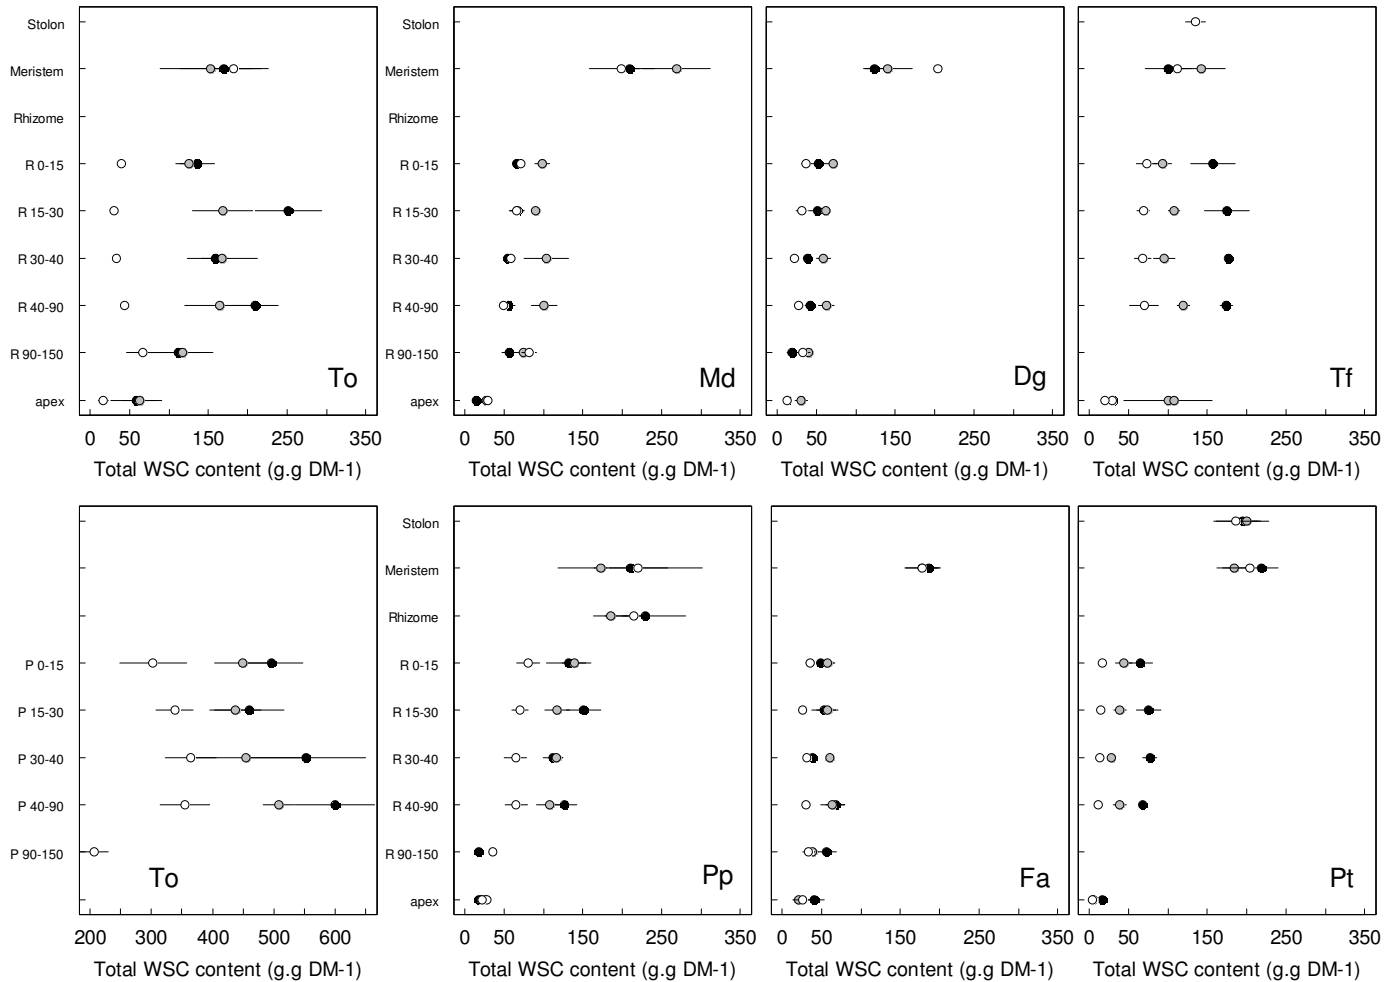 Stolon
Meristem
Rhizome
R 0-15
R 15-30
R 30-40
R 40-90
R 90-150
apex
To
0 50 150 250 350
Total WSC content (g.g DM-1)
Meristem
R 0-15
R 15-30
R 30-40
R 40-90
R 90-150
apex
Md
0 50 150 250 350
Total WSC content (g.g DM-1)
Dg
0 50 150 250 350
Total WSC content (g.g DM-1)
Tf
0 50 150 250 350
Total WSC content (g.g DM-1)
P 0-15
P 15-30
P 30-40
P 40-90
P 90-150
To
200 300 400 500 600
Total WSC content (g.g DM-1)
Stolon
Meristem
Rhizome
R 0-15
R 15-30
R 30-40
R 40-90
R 90-150
apex
Pp
0 50 150 250 350
Total WSC content (g.g DM-1)
Fa
0 50 150 250 350
Total WSC content (g.g DM-1)
Pt
0 50 150 250 350
Total WSC content (g.g DM-1)